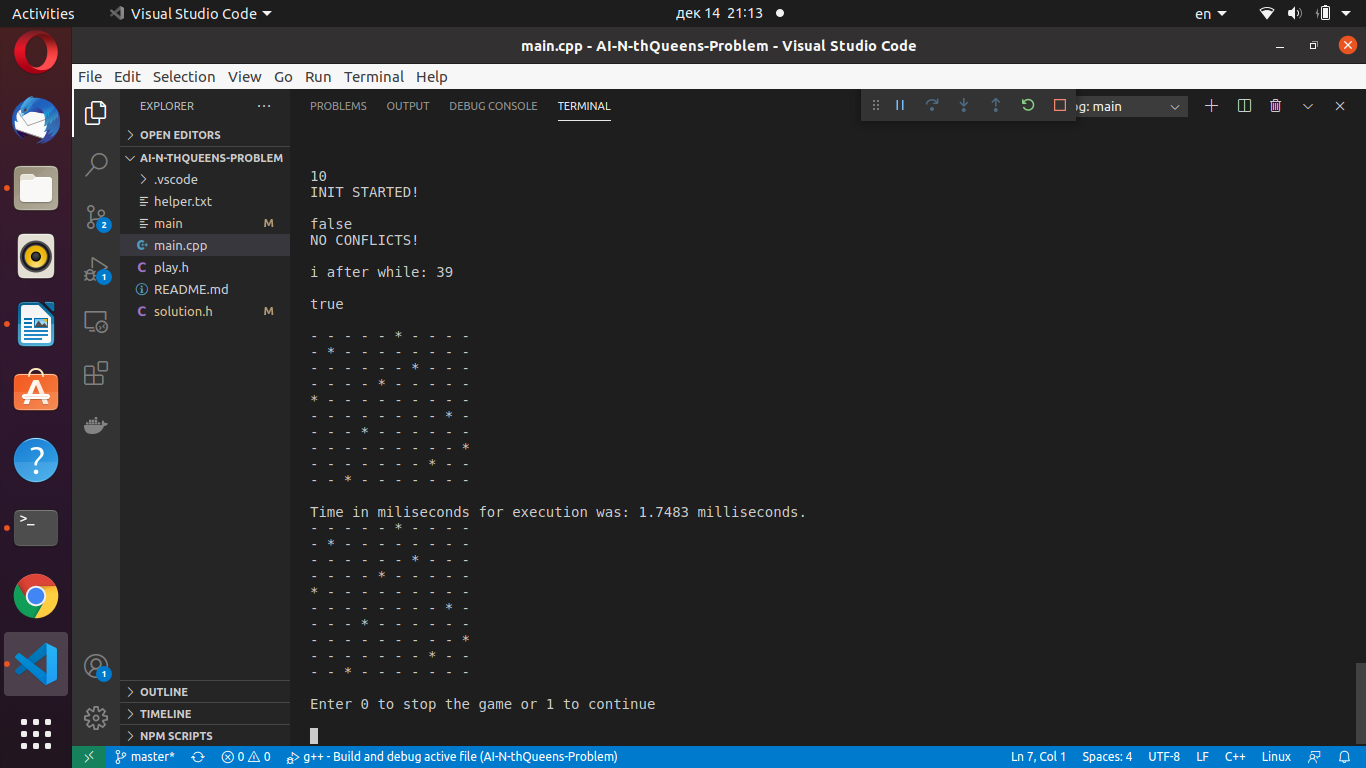 Activities
Visual Studio Code
дек 14 21:13
en
main.cpp - AI-N-thQueens-Problem - Visual Studio Code
File Edit Selection View Go Run Terminal Help
EXPLORER
OPEN EDITORS
AI-N-THQUEENS-PROBLEM
.vscode
helper.txt
main M
main.cpp
play.h
README.md
solution.h M
OUTLINE
TIMELINE
NPM SCRIPTS
2
1
1
PROBLEMS OUTPUT DEBUG CONSOLE TERMINAL
og: main
10
INIT STARTED!
false
NO CONFLICTS!
i after while: 39
true
- - - - - * - - - -
- * - - - - - - - -
- - - - - - * - - -
- - - - * - - - - -
* - - - - - - - - -
- - - - - - - - * -
- - - * - - - - - -
- - - - - - - - - *
- - - - - - - * - -
- - * - - - - - - -
Time in miliseconds for execution was: 1.7483 milliseconds.
- - - - - * - - - -
- * - - - - - - - -
- - - - - - * - - -
- - - - * - - - - -
* - - - - - - - - -
- - - - - - - - * -
- - - * - - - - - -
- - - - - - - - - *
- - - - - - - * - -
- - * - - - - - - -
Enter 0 to stop the game or 1 to continue
master* 0 0 g++ - Build and debug active file (AI-N-thQueens-Problem) Ln 7, Col 1 Spaces: 4 UTF-8 LF C++ Linux